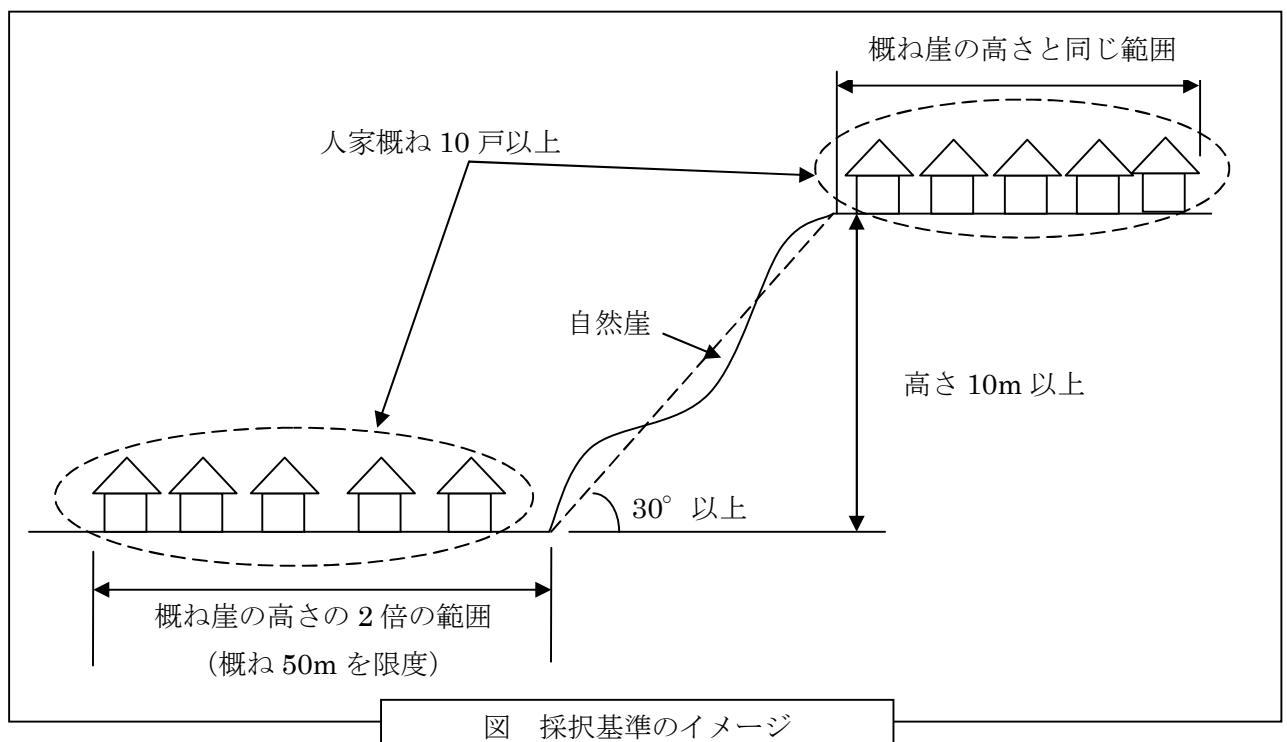 概ね崖の高さと同じ範囲
人家概ね 10 戸以上
自然崖
高さ 10m 以上
30° 以上
概ね崖の高さの 2 倍の範囲
（概ね 50m を限度）
図 採択基準のイメージ